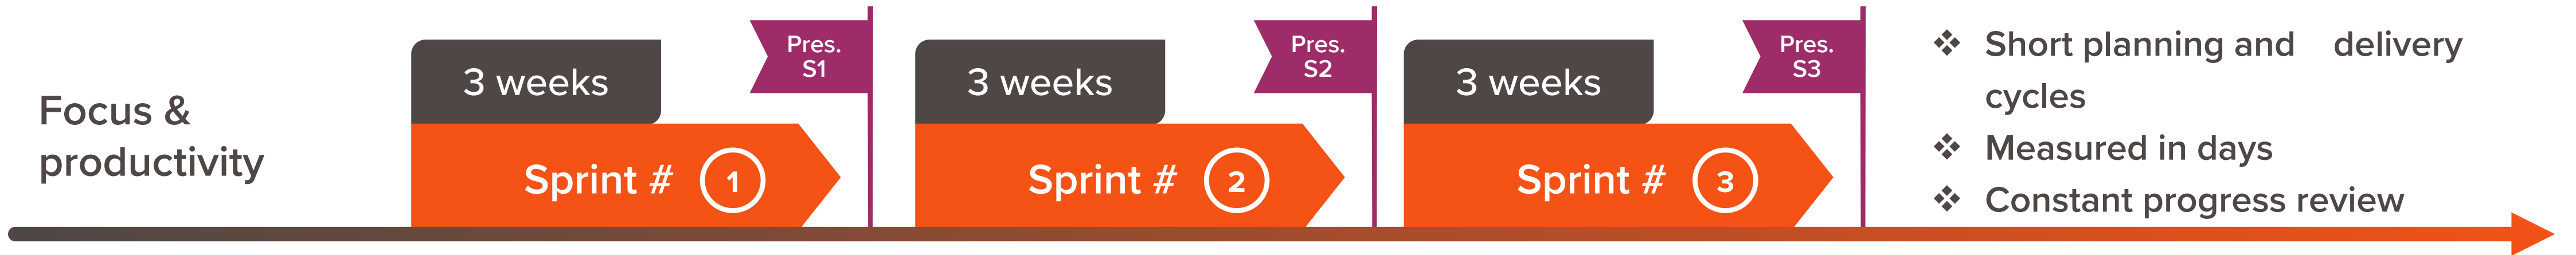 Focus &
productivity
3 weeks
Sprint # 1
Pres.
S1
3 weeks
Sprint # 2
Pres.
S2
3 weeks
Sprint # 3
Pres.
S3
❖ Short planning and delivery
cycles
❖ Measured in days
❖ Constant progress review